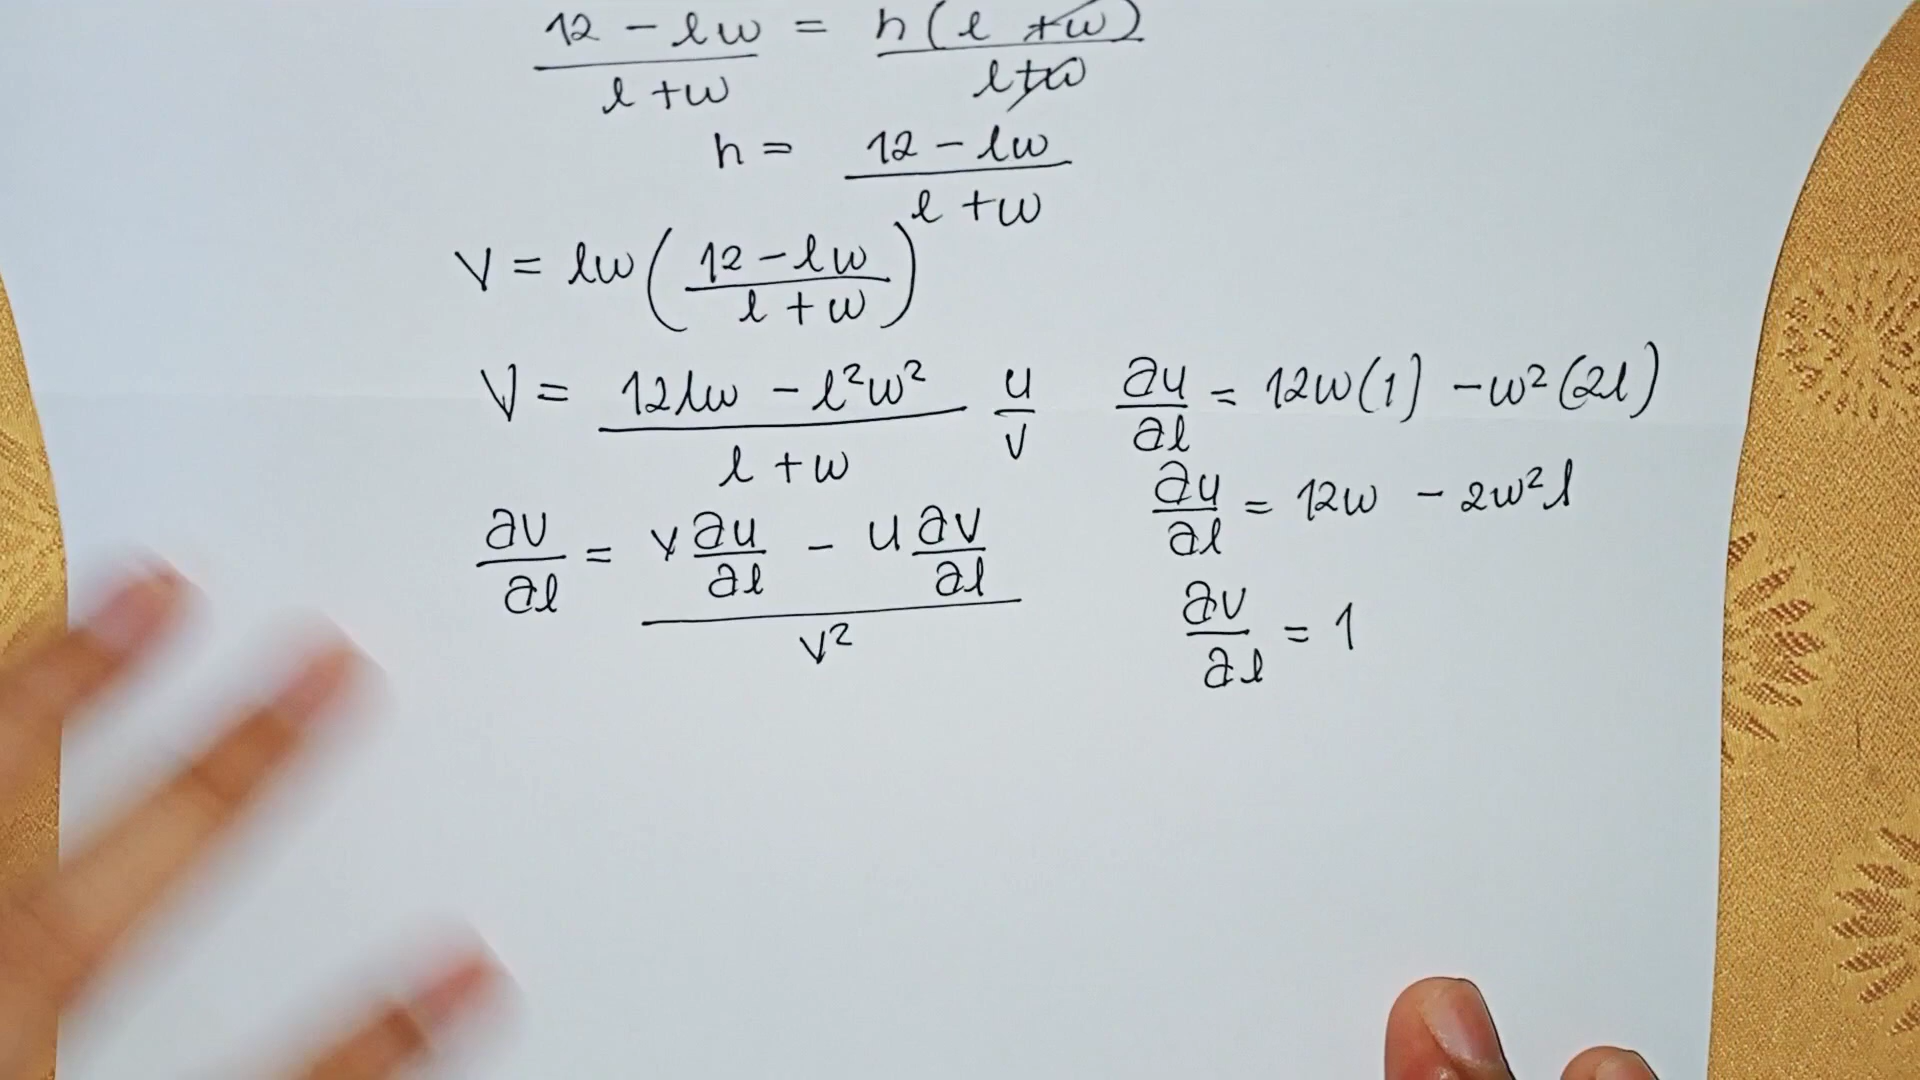 12 - lw / l + w = h(l + w) / l + w
h = 12 - lw / l + w
V = lw (12 - lw / l + w)
V = 12lw - l²w² / l + w   u / v   ∂u/∂l = 12w(1) - w²(2l)
∂u/∂l = 12w - 2w²l
∂V/∂l = v ∂u/∂l - u ∂v/∂l / v²
∂v/∂l = 1